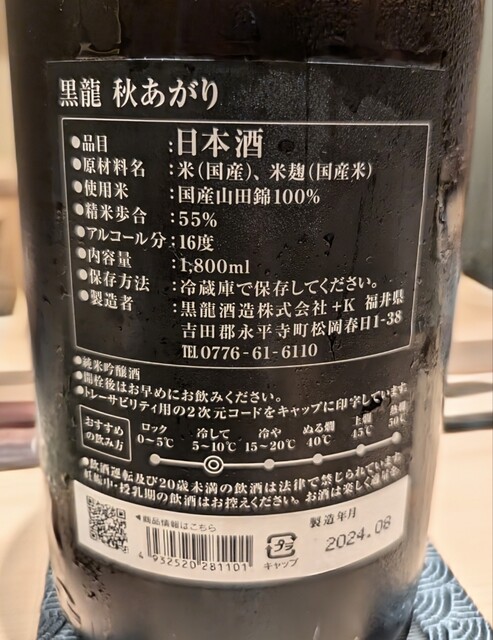 黒龍 秋あがり
●品目 :日本酒
●原材料名 :米(国産)、米麹(国産米)
●使用米 :国産山田錦100%
●精米歩合 :55%
●アルコール分:16度
●内容量 :1,800ml
●保存方法 :冷蔵庫で保存してください。
●製造者 :黒龍酒造株式会社+K 福井県
吉田郡永平寺町松岡春日1-38
TEL0776-61-6110
●純米吟醸酒
●開栓後はお早めにお飲みください。
●トレーサビリティ用の2次元コードをキャップに印字しています。
おすすめの飲み方
ロック 0~5℃
冷して 5~10℃
冷や 15~20℃
ぬる燗 40℃
上燗 45℃
熱燗 50℃
●飲酒運転及び20歳未満の飲酒は法律で禁じられています。
妊娠中・授乳期の飲酒はお控えください。お酒は楽しく適量を。
◀商品情報はこちら
4 932520 281101
プラ
キャップ
製造年月
2024.08